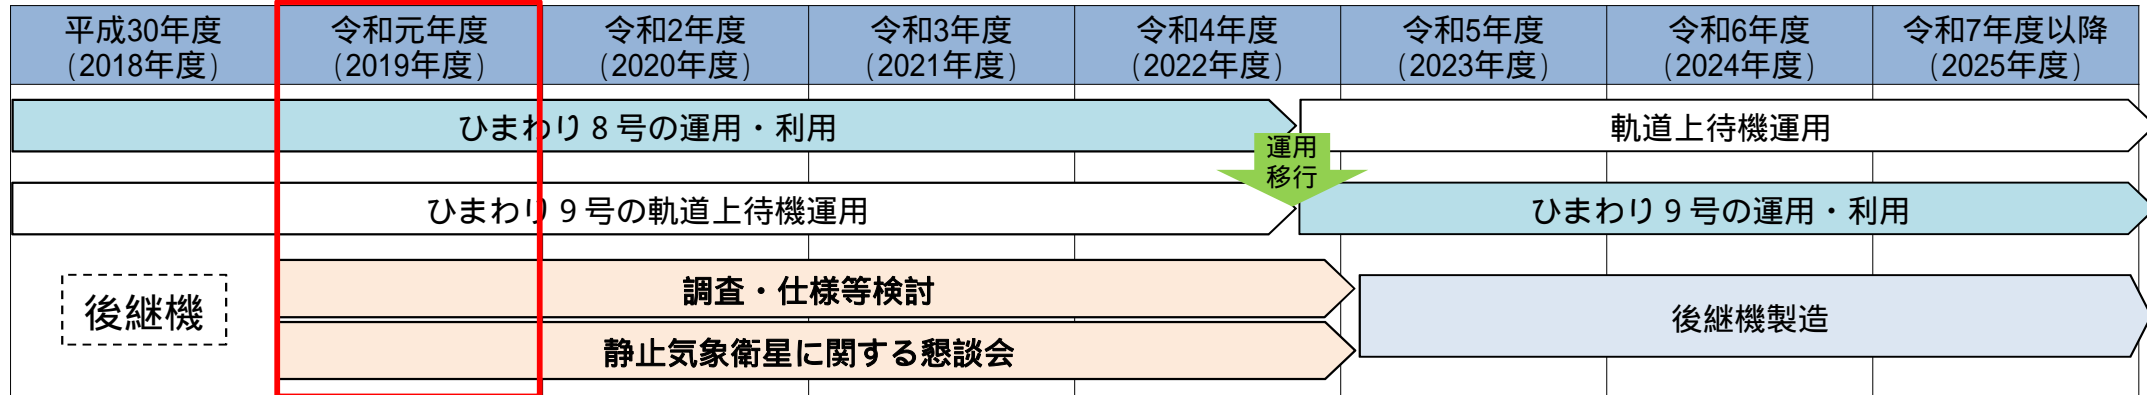 平成30年度
(2018年度)
令和元年度
(2019年度)
令和2年度
(2020年度)
令和3年度
(2021年度)
令和4年度
(2022年度)
令和5年度
(2023年度)
令和6年度
(2024年度)
令和7年度以降
(2025年度)
ひまわり８号の運用・利用
軌道上待機運用
運用
移行
ひまわり９号の軌道上待機運用
ひまわり９号の運用・利用
後継機
調査・仕様等検討
静止気象衛星に関する懇談会
後継機製造